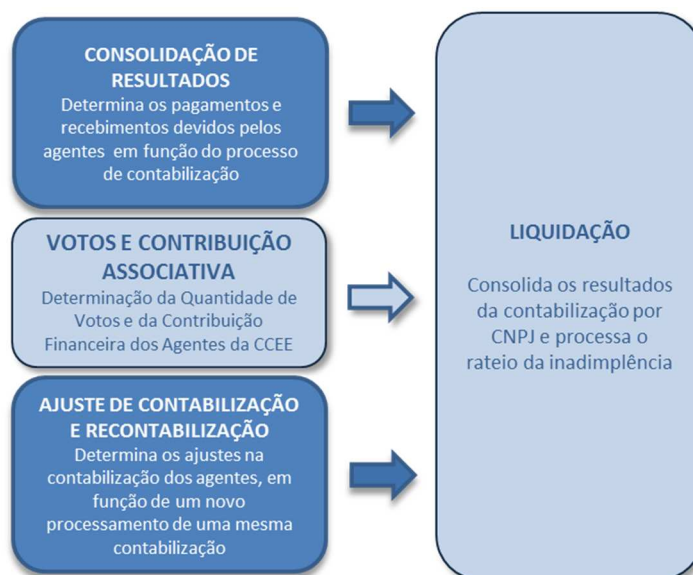 CONSOLIDAÇÃO DE
RESULTADOS
Determina os pagamentos e
recebimentos devidos pelos
agentes em função do processo
de contabilização
VOTOS E CONTRIBUIÇÃO
ASSOCIATIVA
Determinação da Quantidade de
Votos e da Contribuição
Financeira dos Agentes da CCEE
AJUSTE DE CONTABILIZAÇÃO
E RECONTABILIZAÇÃO
Determina os ajustes na
contabilização dos agentes, em
função de um novo
processamento de uma mesma
contabilização
LIQUIDAÇÃO
Consolida os resultados
da contabilização por
CNPJ e processa o
rateio da inadimplência